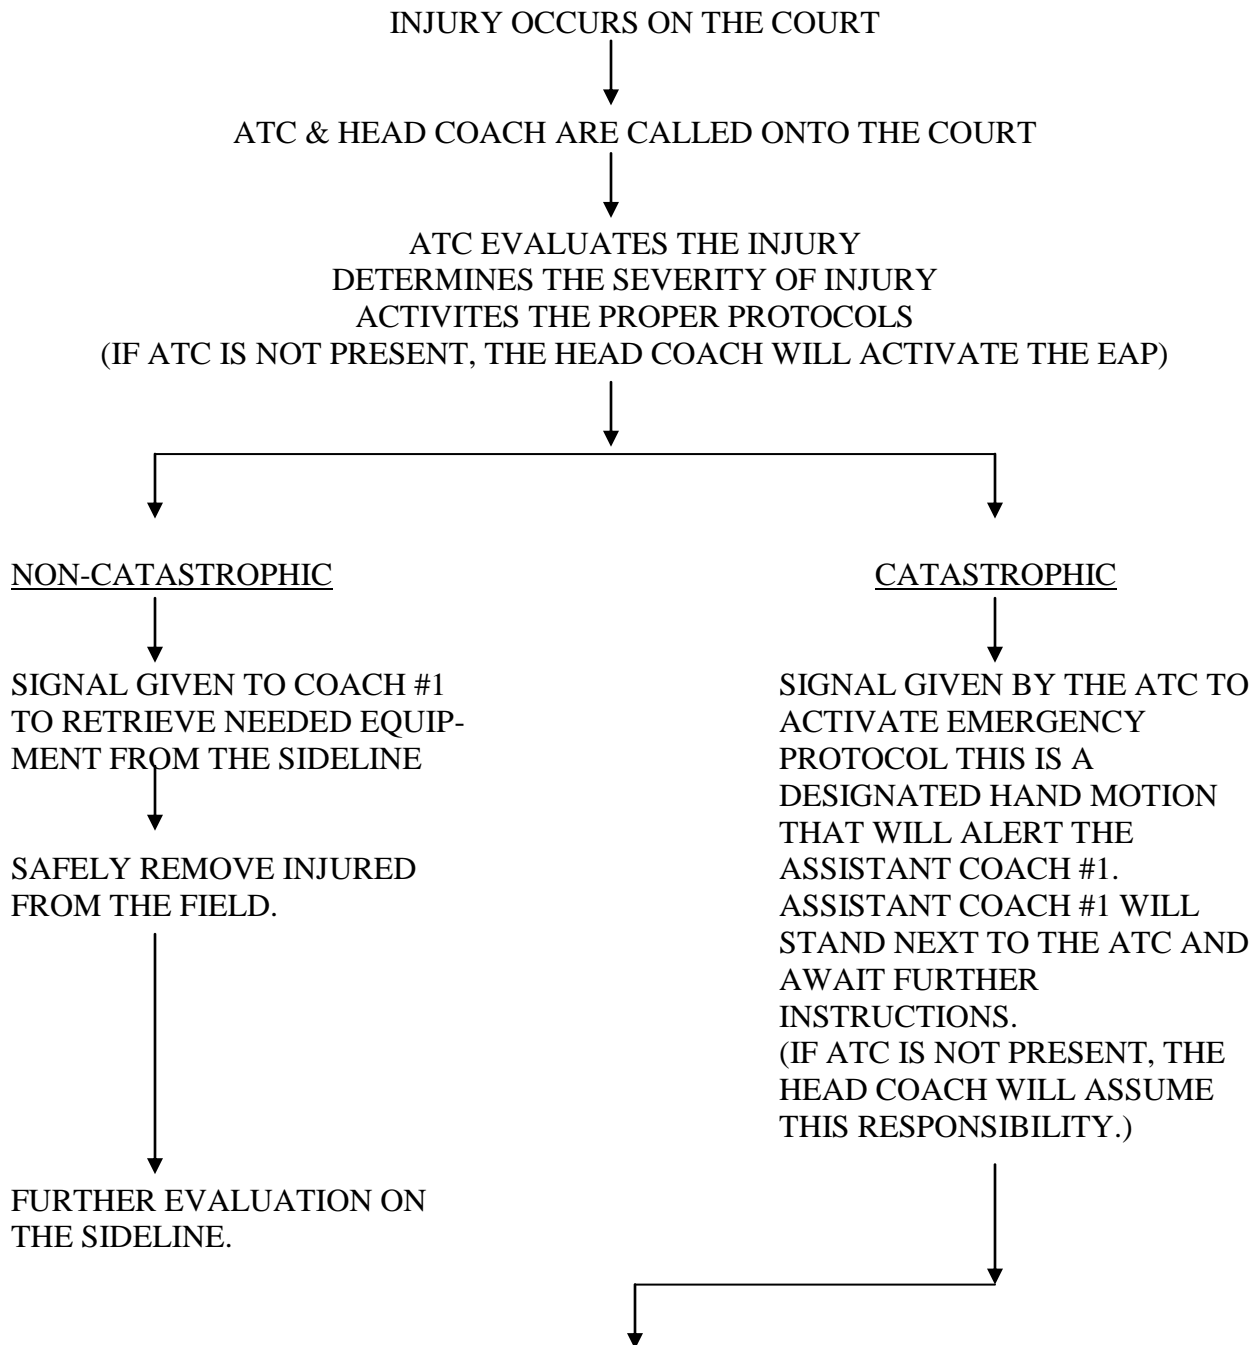 INJURY OCCURS ON THE COURT
ATC & HEAD COACH ARE CALLED ONTO THE COURT
ATC EVALUATES THE INJURY
DETERMINES THE SEVERITY OF INJURY
ACTIVITES THE PROPER PROTOCOLS
(IF ATC IS NOT PRESENT, THE HEAD COACH WILL ACTIVATE THE EAP)
NON-CATASTROPHIC
SIGNAL GIVEN TO COACH #1
TO RETRIEVE NEEDED EQUIP-
MENT FROM THE SIDELINE
SAFELY REMOVE INJURED
FROM THE FIELD.
FURTHER EVALUATION ON
THE SIDELINE.
CATASTROPHIC
SIGNAL GIVEN BY THE ATC TO
ACTIVATE EMERGENCY
PROTOCOL THIS IS A
DESIGNATED HAND MOTION
THAT WILL ALERT THE
ASSISTANT COACH #1.
ASSISTANT COACH #1 WILL
STAND NEXT TO THE ATC AND
AWAIT FURTHER
INSTRUCTIONS.
(IF ATC IS NOT PRESENT, THE
HEAD COACH WILL ASSUME
THIS RESPONSIBILITY.)